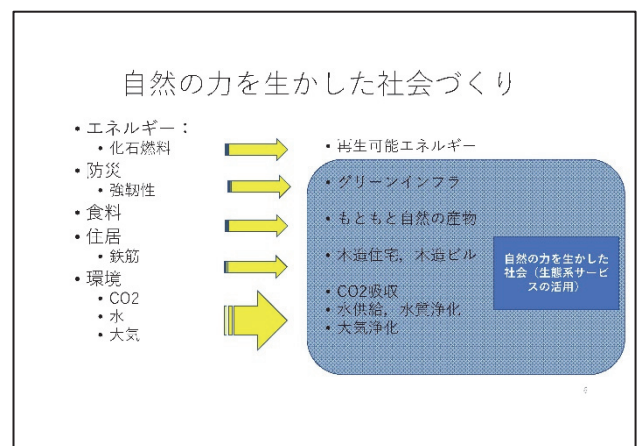 自然の力を生かした社会づくり
• エネルギー：
• 化石燃料
• 防災
• 強靭性
• 食料
• 住居
• 鉄筋
• 環境
• CO2
• 水
• 大気
• 再生可能エネルギー
• グリーンインフラ
• もともと自然の産物
• 木造住宅，木造ビル
• CO2吸収
• 水供給，水質浄化
• 大気浄化
自然の力を生かした
社会（生態系サービ
スの活用）